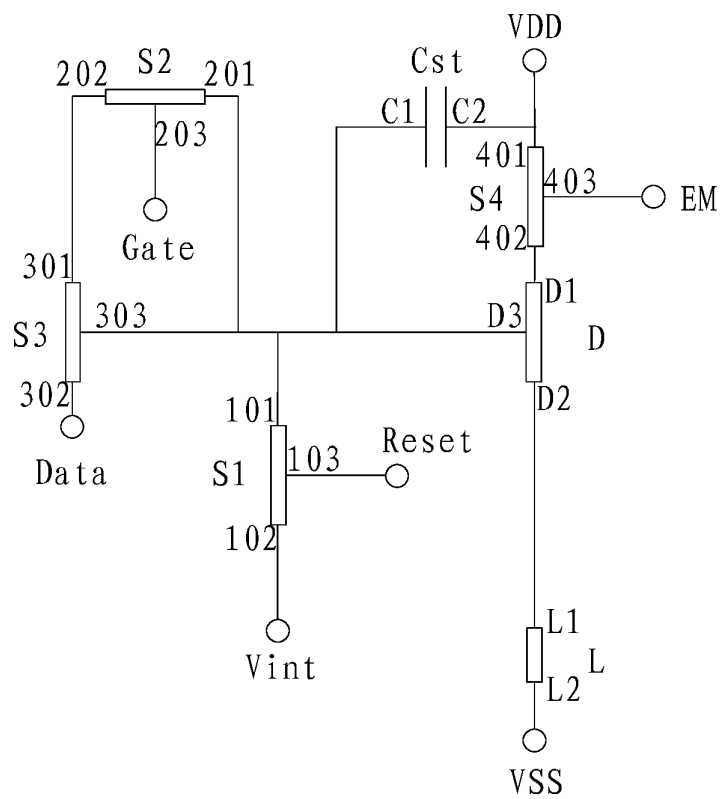 VDD
S2
202
201
Cst
C1
C2
203
401
403
S4
EM
Gate
402
301
D1
303
D3
S3
D
302
D2
101
Reset
Data
S1
103
102
L1
Vint
L
L2
VSS